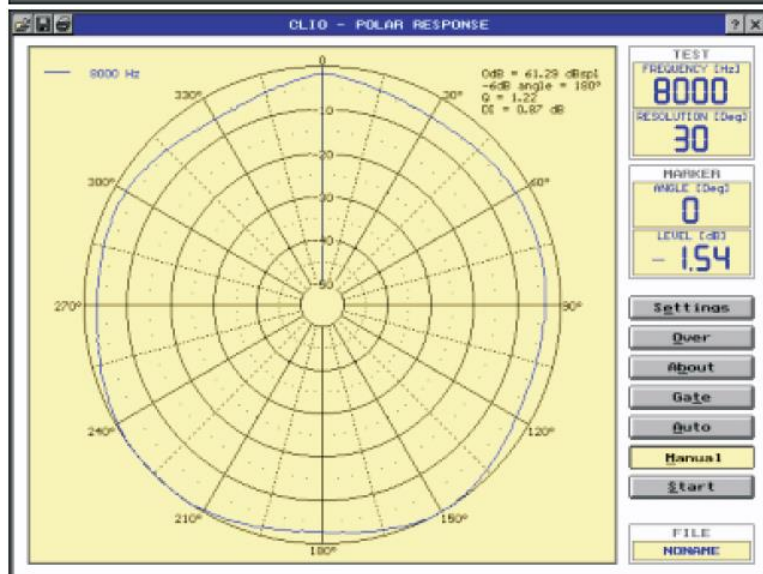 CLIO - POLAR RESPONSE
? X
8000 Hz
0
0dB = 61.29 dBspl
-6dB angle = 180°
Q = 1.22
DI = 0.87 dB
330°
30°
-10
-20
300°
60°
-30
-40
-50
270°
90°
240°
120°
210°
150°
180°
TEST
FREQUENCY [Hz]
8000
RESOLUTION [Deg]
30
MARKER
ANGLE [Deg]
0
LEVEL [dB]
-1.54
Settings
Over
About
Gate
Auto
Manual
Start
FILE
NONAME